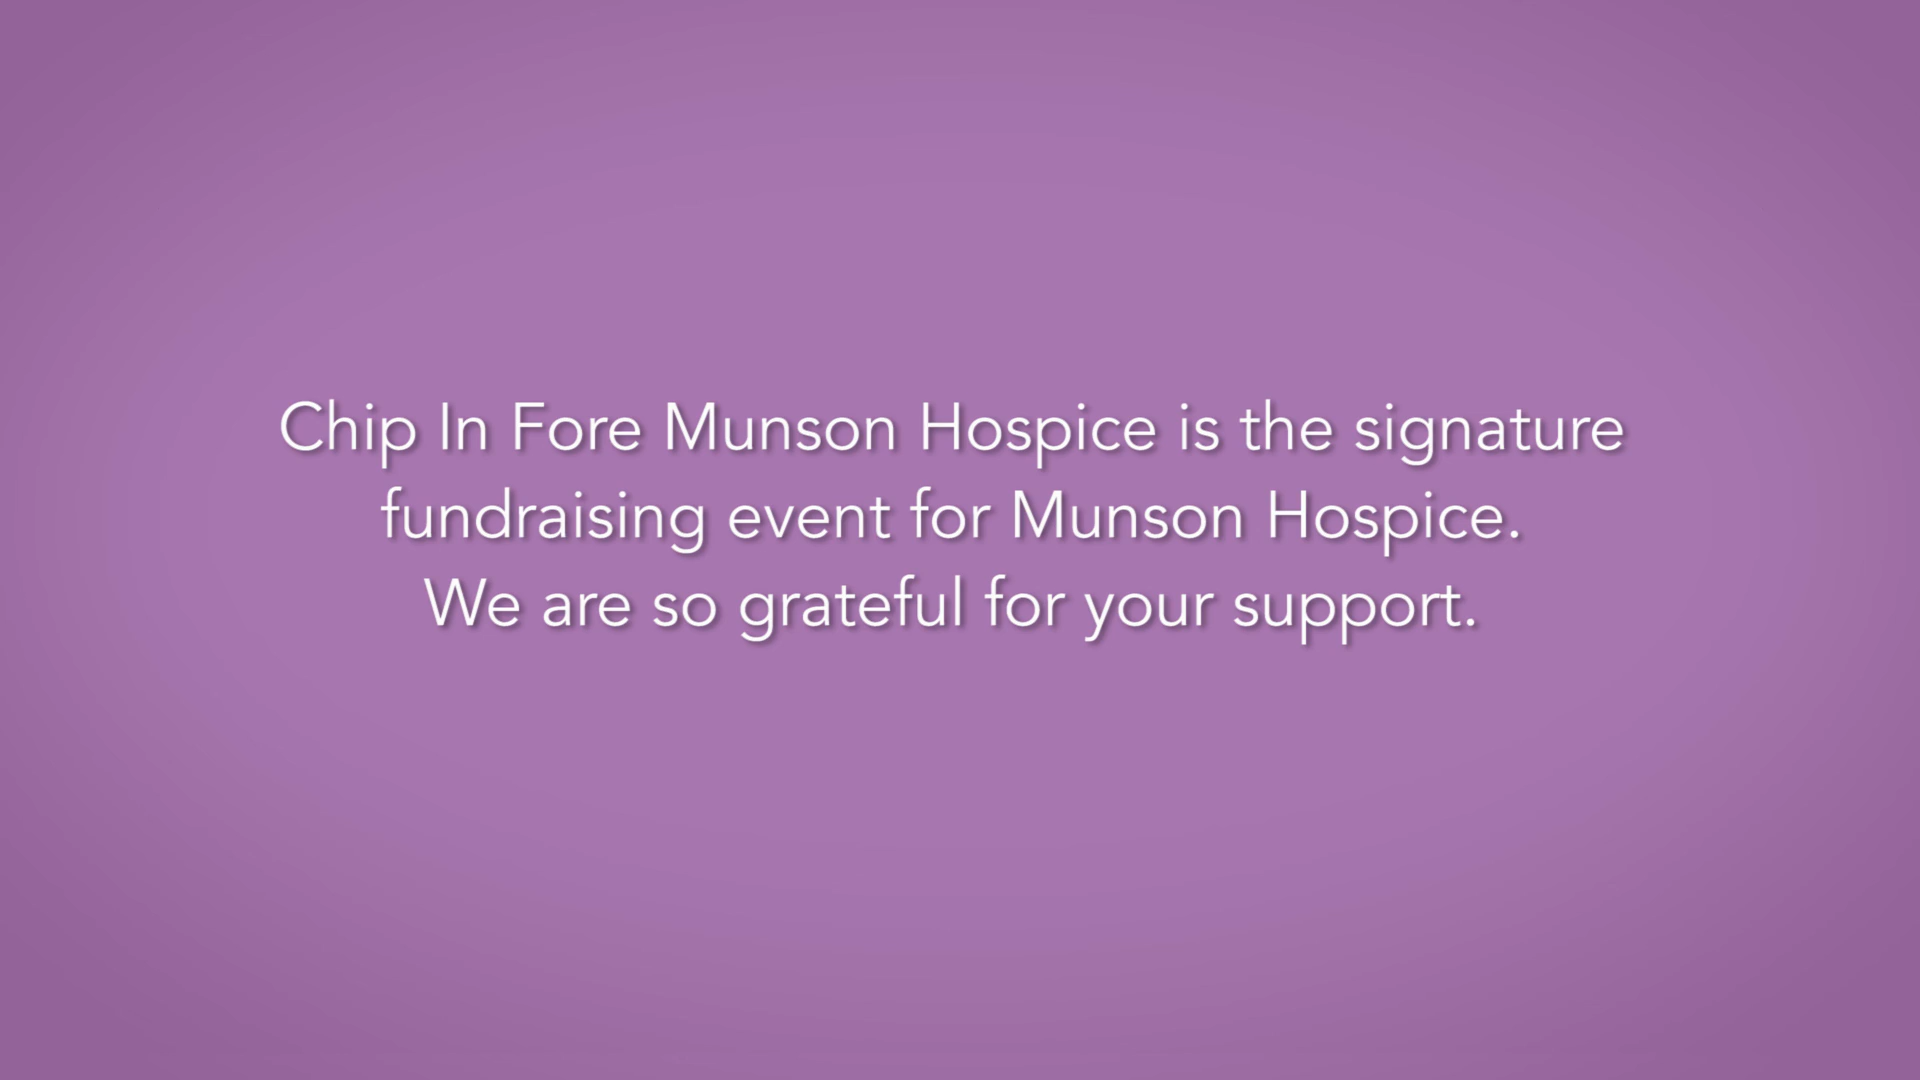 Chip In Fore Munson Hospice is the signature
fundraising event for Munson Hospice.
We are so grateful for your support.